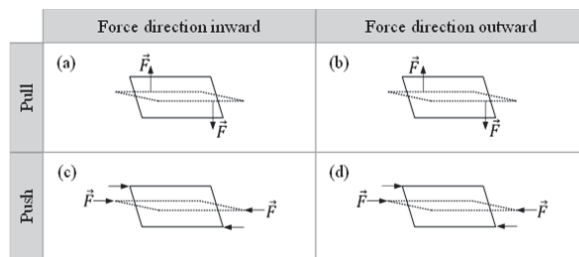 Force direction inward
Force direction outward
Pull
(a)
F
F
(b)
F
F
Push
(c)
F
F
(d)
F
F